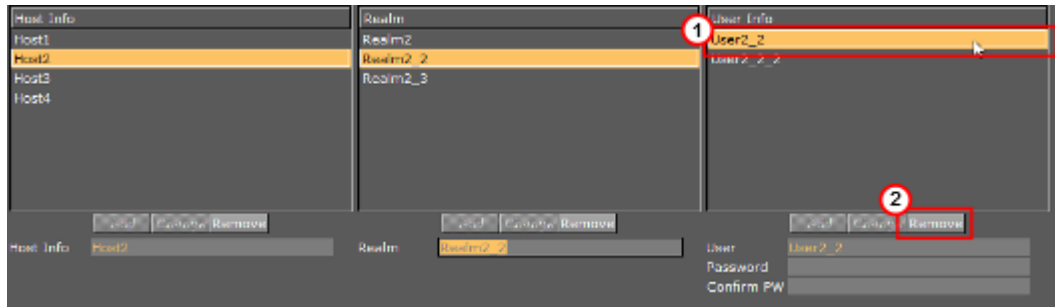 Host Info
Host1
Host2
Host3
Host4
Remove
Host Info Host2
Realm
Realm2
Realm2_2
Realm2_3
Remove
Realm Realm2_2
User Info
1
User2_2
User2_2_2
2
Remove
User User2_2
Password
Confirm PW